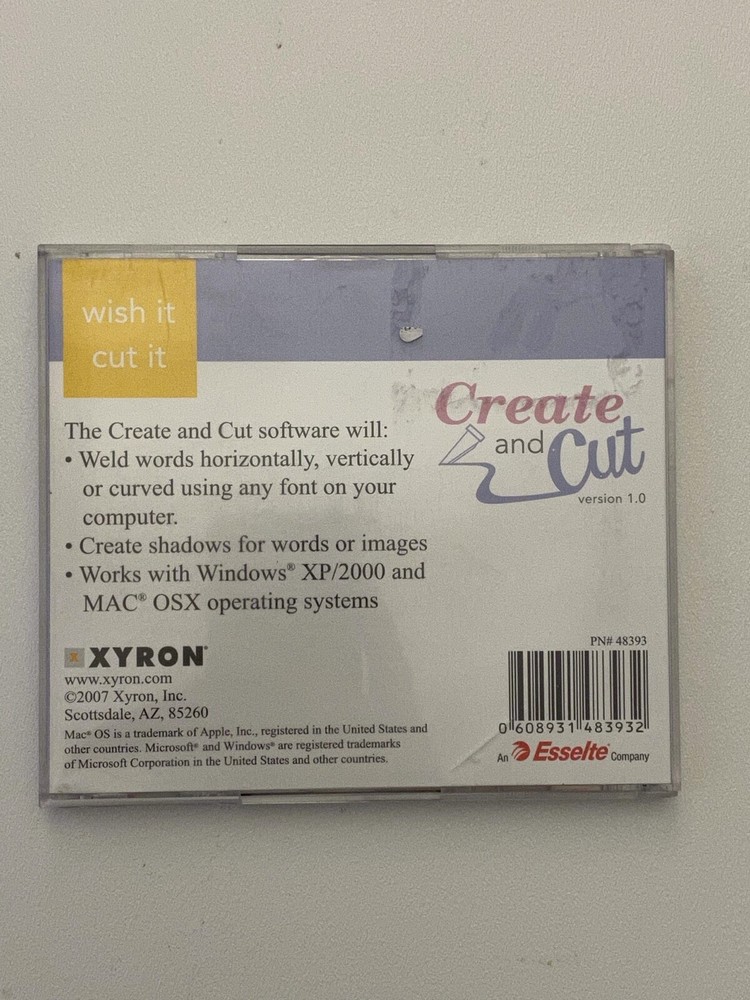 wish it
cut it
Create
and Cut
version 1.0
The Create and Cut software will:
• Weld words horizontally, vertically
or curved using any font on your
computer.
• Create shadows for words or images
• Works with Windows® XP/2000 and
MAC® OSX operating systems
XYRON®
www.xyron.com
©2007 Xyron, Inc.
Scottsdale, AZ, 85260
Mac® OS is a trademark of Apple, Inc., registered in the United States and
other countries. Microsoft® and Windows® are registered trademarks
of Microsoft Corporation in the United States and other countries.
PN# 48393
0 608931 483932
An Esselte® Company